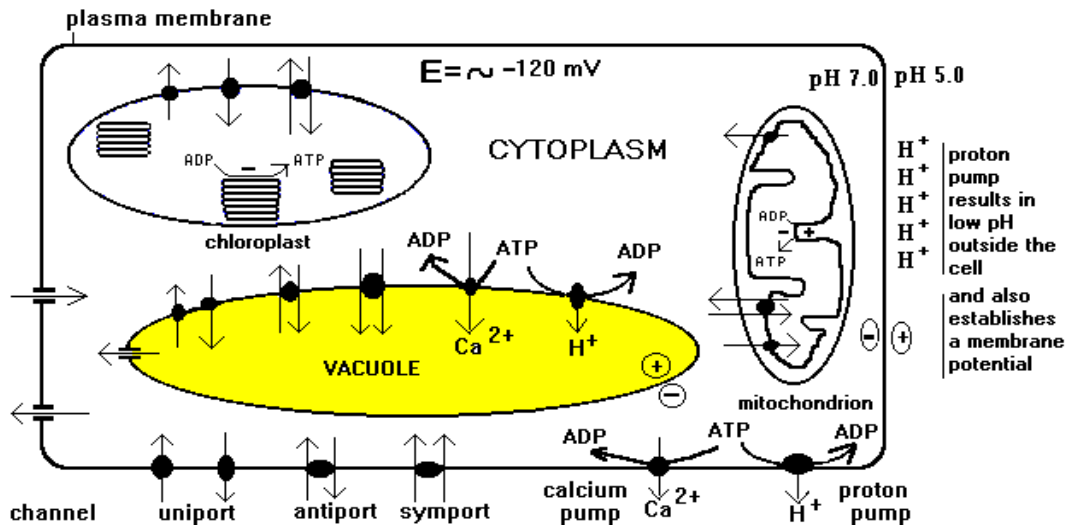 plasma membrane
E = ~ -120 mV
pH 7.0
pH 5.0
CYTOPLASM
ADP
ATP
chloroplast
H+ proton
H+ pump
H+ results in
H+ low pH
H+ outside the
cell
ADP
ATP
- +
ADP
ATP
ADP
Ca 2+
H+
VACUOLE
+
-
- +
and also
establishes
a membrane
potential
mitochondrion
ADP
ATP
ADP
channel
uniport
antiport
symport
calcium
pump
Ca 2+
H+
proton
pump